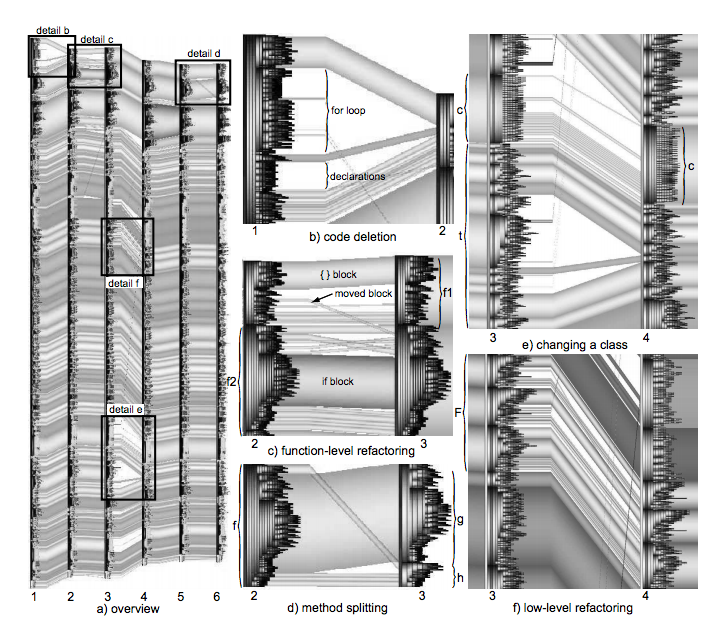 detail b
detail c
detail d
detail f
detail e
1 2 3 4 5 6
a) overview
for loop
declarations
1 2
b) code deletion
{ } block
moved block
f1
f2
if block
2 3
c) function-level refactoring
f
g
h
2 3
d) method splitting
c
c
t
3 4
e) changing a class
F
3 4
f) low-level refactoring